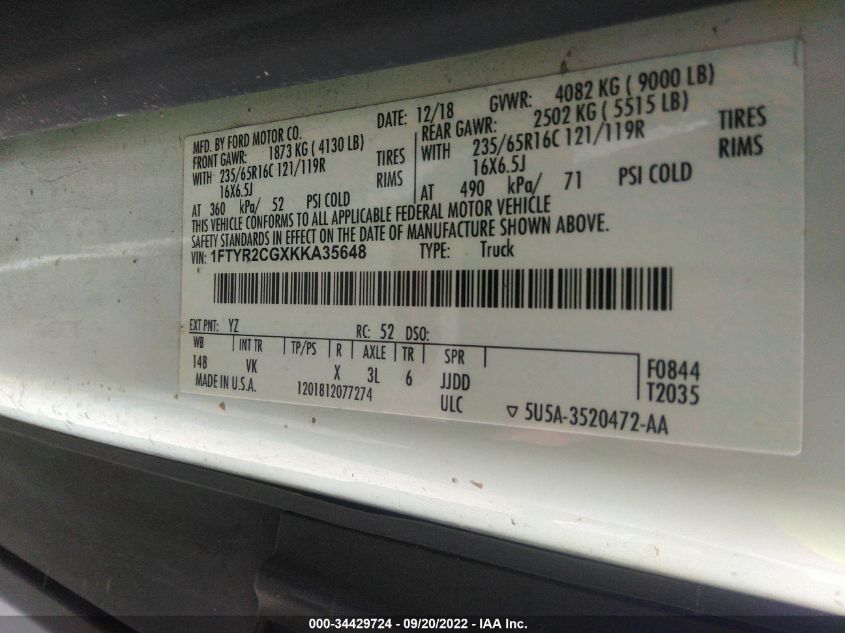 MFD. BY FORD MOTOR CO. DATE: 12/18 GVWR: 4082 KG ( 9000 LB)
FRONT GAWR: 1873 KG ( 4130 LB) REAR GAWR: 2502 KG ( 5515 LB)
WITH 235/65R16C 121/119R TIRES WITH 235/65R16C 121/119R TIRES
16X6.5J RIMS 16X6.5J RIMS
AT 360 kPa/ 52 PSI COLD AT 490 kPa/ 71 PSI COLD
THIS VEHICLE CONFORMS TO ALL APPLICABLE FEDERAL MOTOR VEHICLE
SAFETY STANDARDS IN EFFECT ON THE DATE OF MANUFACTURE SHOWN ABOVE.
VIN: 1FTYR2CGXKKA35648 TYPE: Truck
EXT PNT: YZ RC: 52 DSO:
WB INT TR TP/PS R AXLE TR SPR
148 VK X 3L 6 JJDD F0844
MADE IN U.S.A. 1201812077274 ULC T2035
▽ 5U5A-3520472-AA
000-34429724 - 09/20/2022 - IAA Inc.